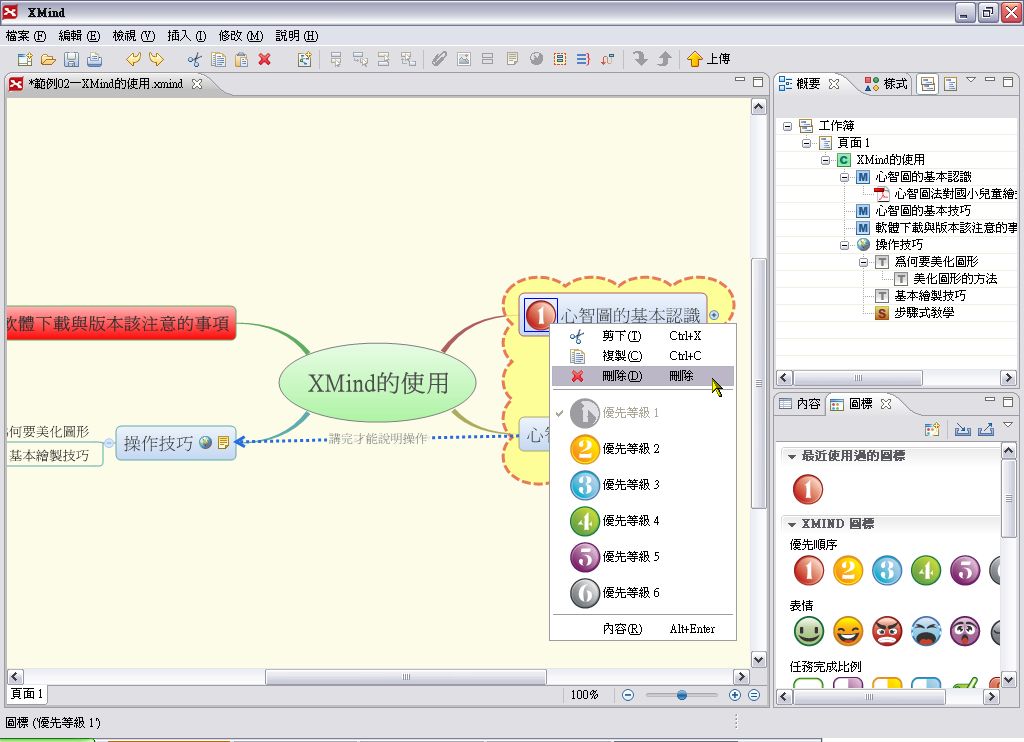 XMind
檔案 (F) 編輯 (E) 檢視 (V) 插入 (I) 修改 (M) 說明 (H)
上傳
*範例02一XMind的使用.xmind
軟體下載與版本該注意的事項
XMind的使用
心智圖的基本認識
何要美化圖形
基本繪製技巧
操作技巧
講完才能說明操作
剪下(T) Ctrl+X
複製(C) Ctrl+C
刪除(D) 刪除
優先等級 1
優先等級 2
優先等級 3
優先等級 4
優先等級 5
優先等級 6
內容(R) Alt+Enter
頁面 1
100%
圖標 ('優先等級 1')
概要 樣式
工作簿
頁面 1
XMind的使用
心智圖的基本認識
心智圖法對國小兒童繪
心智圖的基本技巧
軟體下載與版本該注意的事
操作技巧
爲何要美化圖形
美化圖形的方法
基本繪製技巧
步驟式教學
內容 圖標
最近使用過的圖標
1
XMIND 圖標
優先順序
1 2 3 4 5
表情
任務完成比例